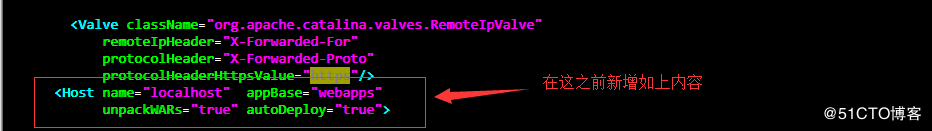 <Valve className="org.apache.catalina.valves.RemoteIpValve"
remoteIpHeader="X-Forwarded-For"
protocolHeader="X-Forwarded-Proto"
protocolHeaderHttpsValue="https"/>
<Host name="localhost"  appBase="webapps"
unpackWARs="true" autoDeploy="true">
在这之前新增如上内容
@51CTO博客